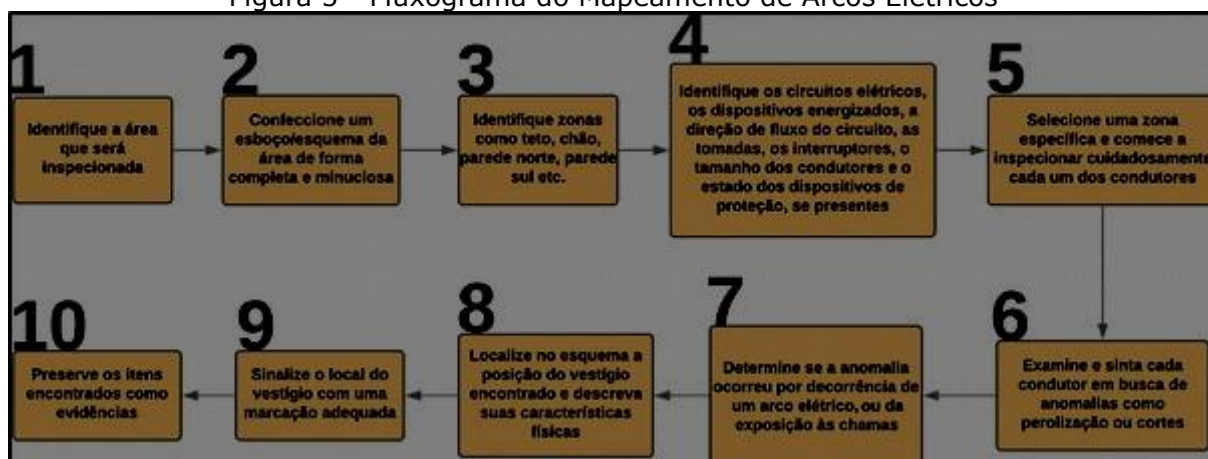 Figura 5 - Fluxograma do Mapeamento de Arcos Elétricos
1
Identifique a área
que será
inspecionada
2
Confeccione um
esboço/esquema da
área de forma
completa e minuciosa
3
Identifique zonas
como teto, chão,
parede norte, parede
sul etc.
4
Identifique os circuitos elétricos,
os dispositivos energizados, a
direção de fluxo do circuito, as
tomadas, os interruptores, o
tamanho dos condutores e o
estado dos dispositivos de
proteção, se presentes
5
Selecione uma zona
específica e comece a
inspecionar cuidadosamente
cada um dos condutores
6
Examine e sinta cada
condutor em busca de
anomalias como
perolização ou cortes
7
Determine se a anomalia
ocorreu por decorrência de
um arco elétrico, ou da
exposição às chamas
8
Localize no esquema a
posição do vestígio
encontrado e descreva
suas características
físicas
9
Sinalize o local do
vestígio com uma
marcação adequada
10
Preserve os itens
encontrados como
evidências